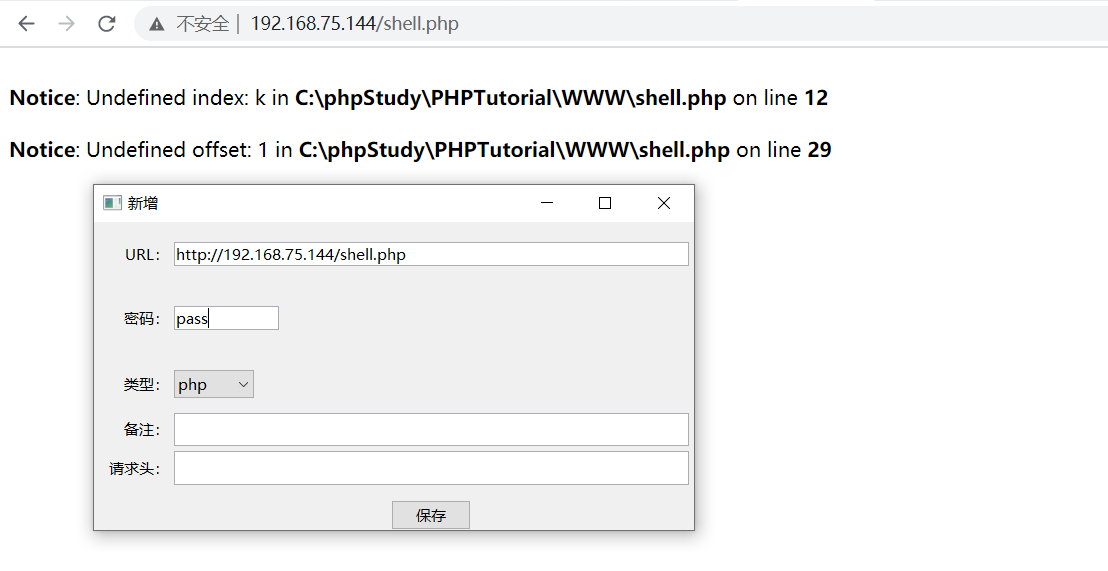 不安全 | 192.168.75.144/shell.php
Notice: Undefined index: k in C:\phpStudy\PHPTutorial\WWW\shell.php on line 12
Notice: Undefined offset: 1 in C:\phpStudy\PHPTutorial\WWW\shell.php on line 29
新增
URL: http://192.168.75.144/shell.php
密码: pass
类型: php
备注:
请求头:
保存